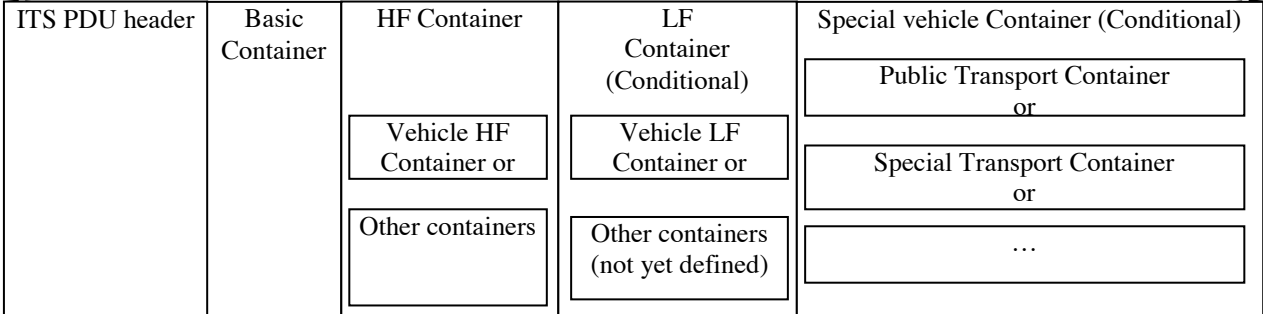 ITS PDU header
Basic
Container
HF Container
Vehicle HF
Container or
Other containers
LF
Container
(Conditional)
Vehicle LF
Container or
Other containers
(not yet defined)
Special vehicle Container (Conditional)
Public Transport Container
or
Special Transport Container
or
…